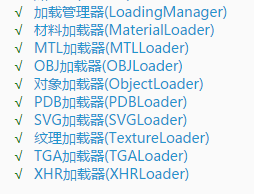 √ 加载管理器(LoadingManager)
√ 材料加载器(MaterialLoader)
√ MTL加载器(MTLLoader)
√ OBJ加载器(OBJLoader)
√ 对象加载器(ObjectLoader)
√ PDB加载器(PDBLoader)
√ SVG加载器(SVGLoader)
√ 纹理加载器(TextureLoader)
√ TGA加载器(TGALoader)
√ XHR加载器(XHRLoader)